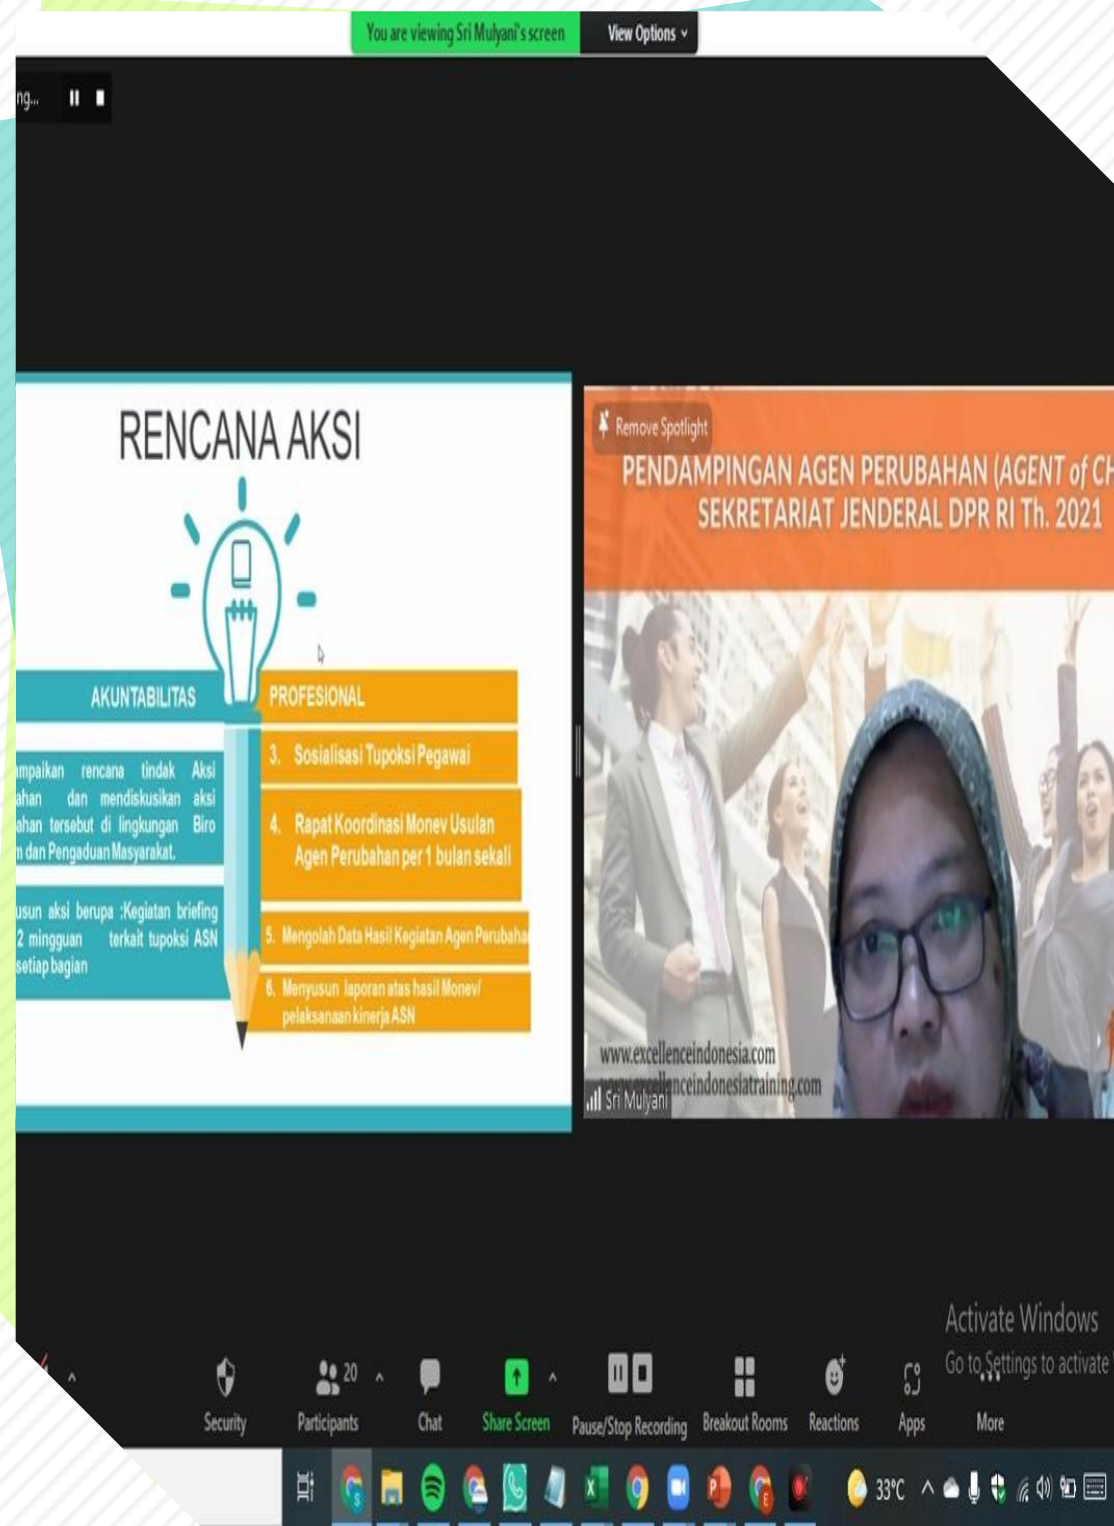 You are viewing Sri Mulyani's screen
View Options
ng...
RENCANA AKSI
AKUNTABILITAS
ampaikan rencana tindak Aksi
ahan dan mendiskusikan aksi
ahan tersebut di lingkungan Biro
dan Pengaduan Masyarakat.
usun aksi berupa :Kegiatan briefing
2 mingguan terkait tupoksi ASN
setiap bagian
PROFESIONAL
3. Sosialisasi Tupoksi Pegawai
4. Rapat Koordinasi Monev Usulan
Agen Perubahan per 1 bulan sekali
5. Mengolah Data Hasil Kegiatan Agen Perubaha
6. Menyusun laporan atas hasil Monev/
pelaksanaan kinerja ASN
Remove Spotlight
PENDAMPINGAN AGEN PERUBAHAN (AGENT of CH
SEKRETARIAT JENDERAL DPR RI Th. 2021
www.excellenceindonesia.com
www.excellenceindonesiatraining.com
Sri Mulyani
Activate Windows
Go to Settings to activate
20
Security
Participants
Chat
Share Screen
Pause/Stop Recording
Breakout Rooms
Reactions
Apps
More
33°C